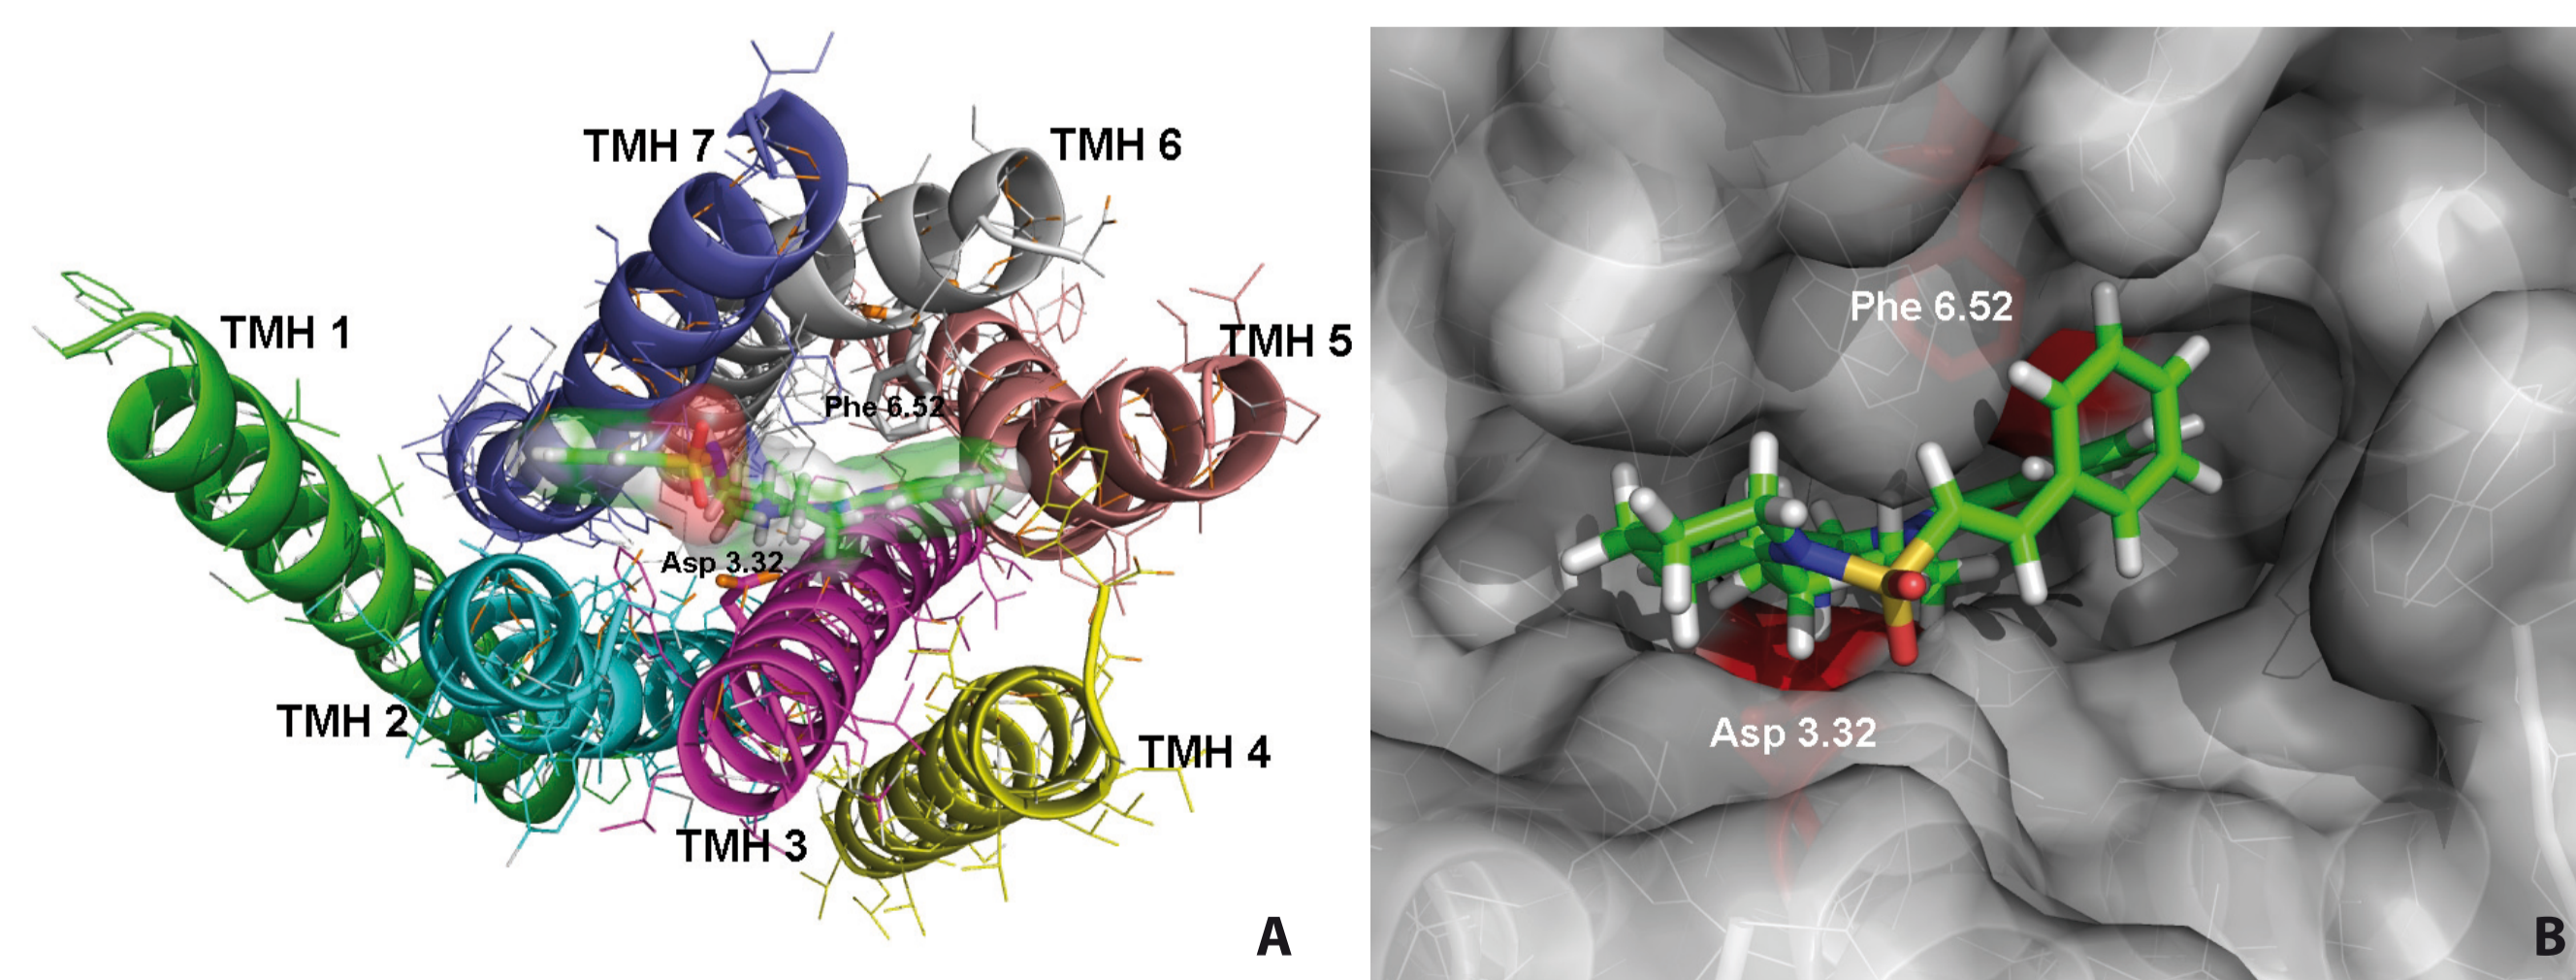 TMH 7
TMH 6
TMH 1
TMH 5
Phe 6.52
Asp 3.32
TMH 2
TMH 4
TMH 3
A
Phe 6.52
Asp 3.32
B